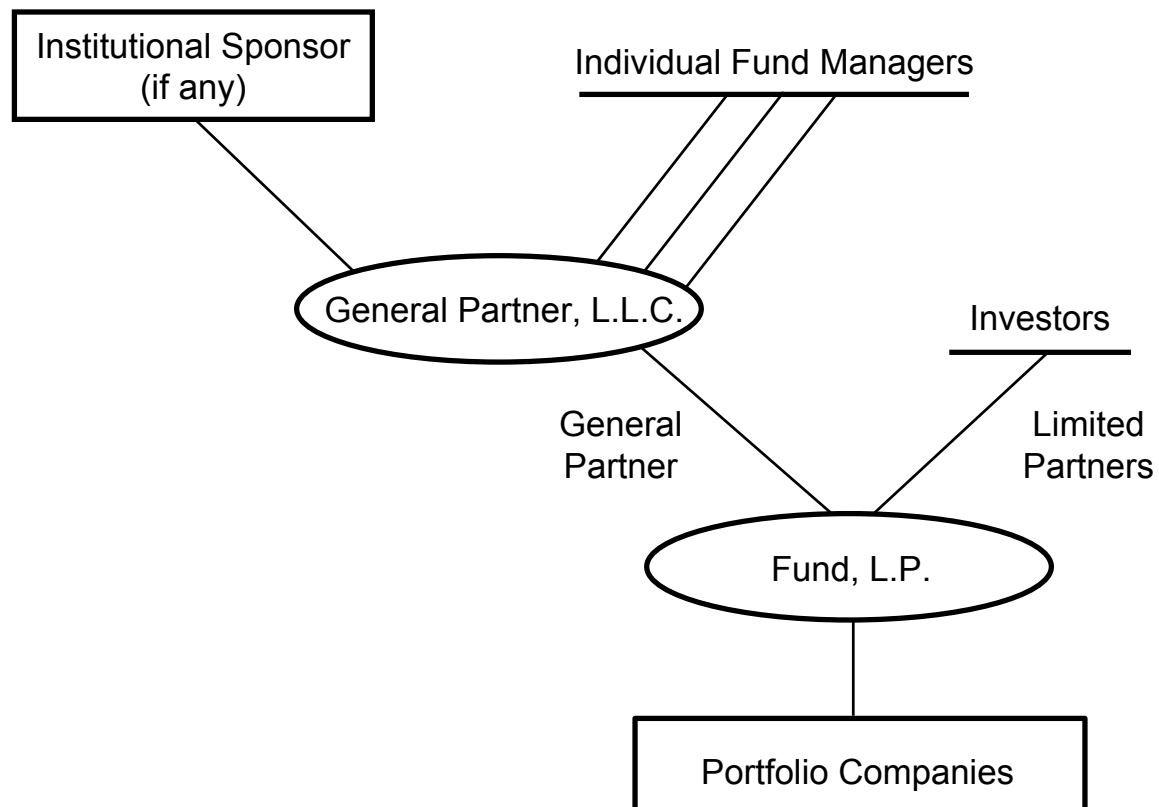 Institutional Sponsor
(if any)
Individual Fund Managers
General Partner, L.L.C.
Investors
General
Partner
Limited
Partners
Fund, L.P.
Portfolio Companies